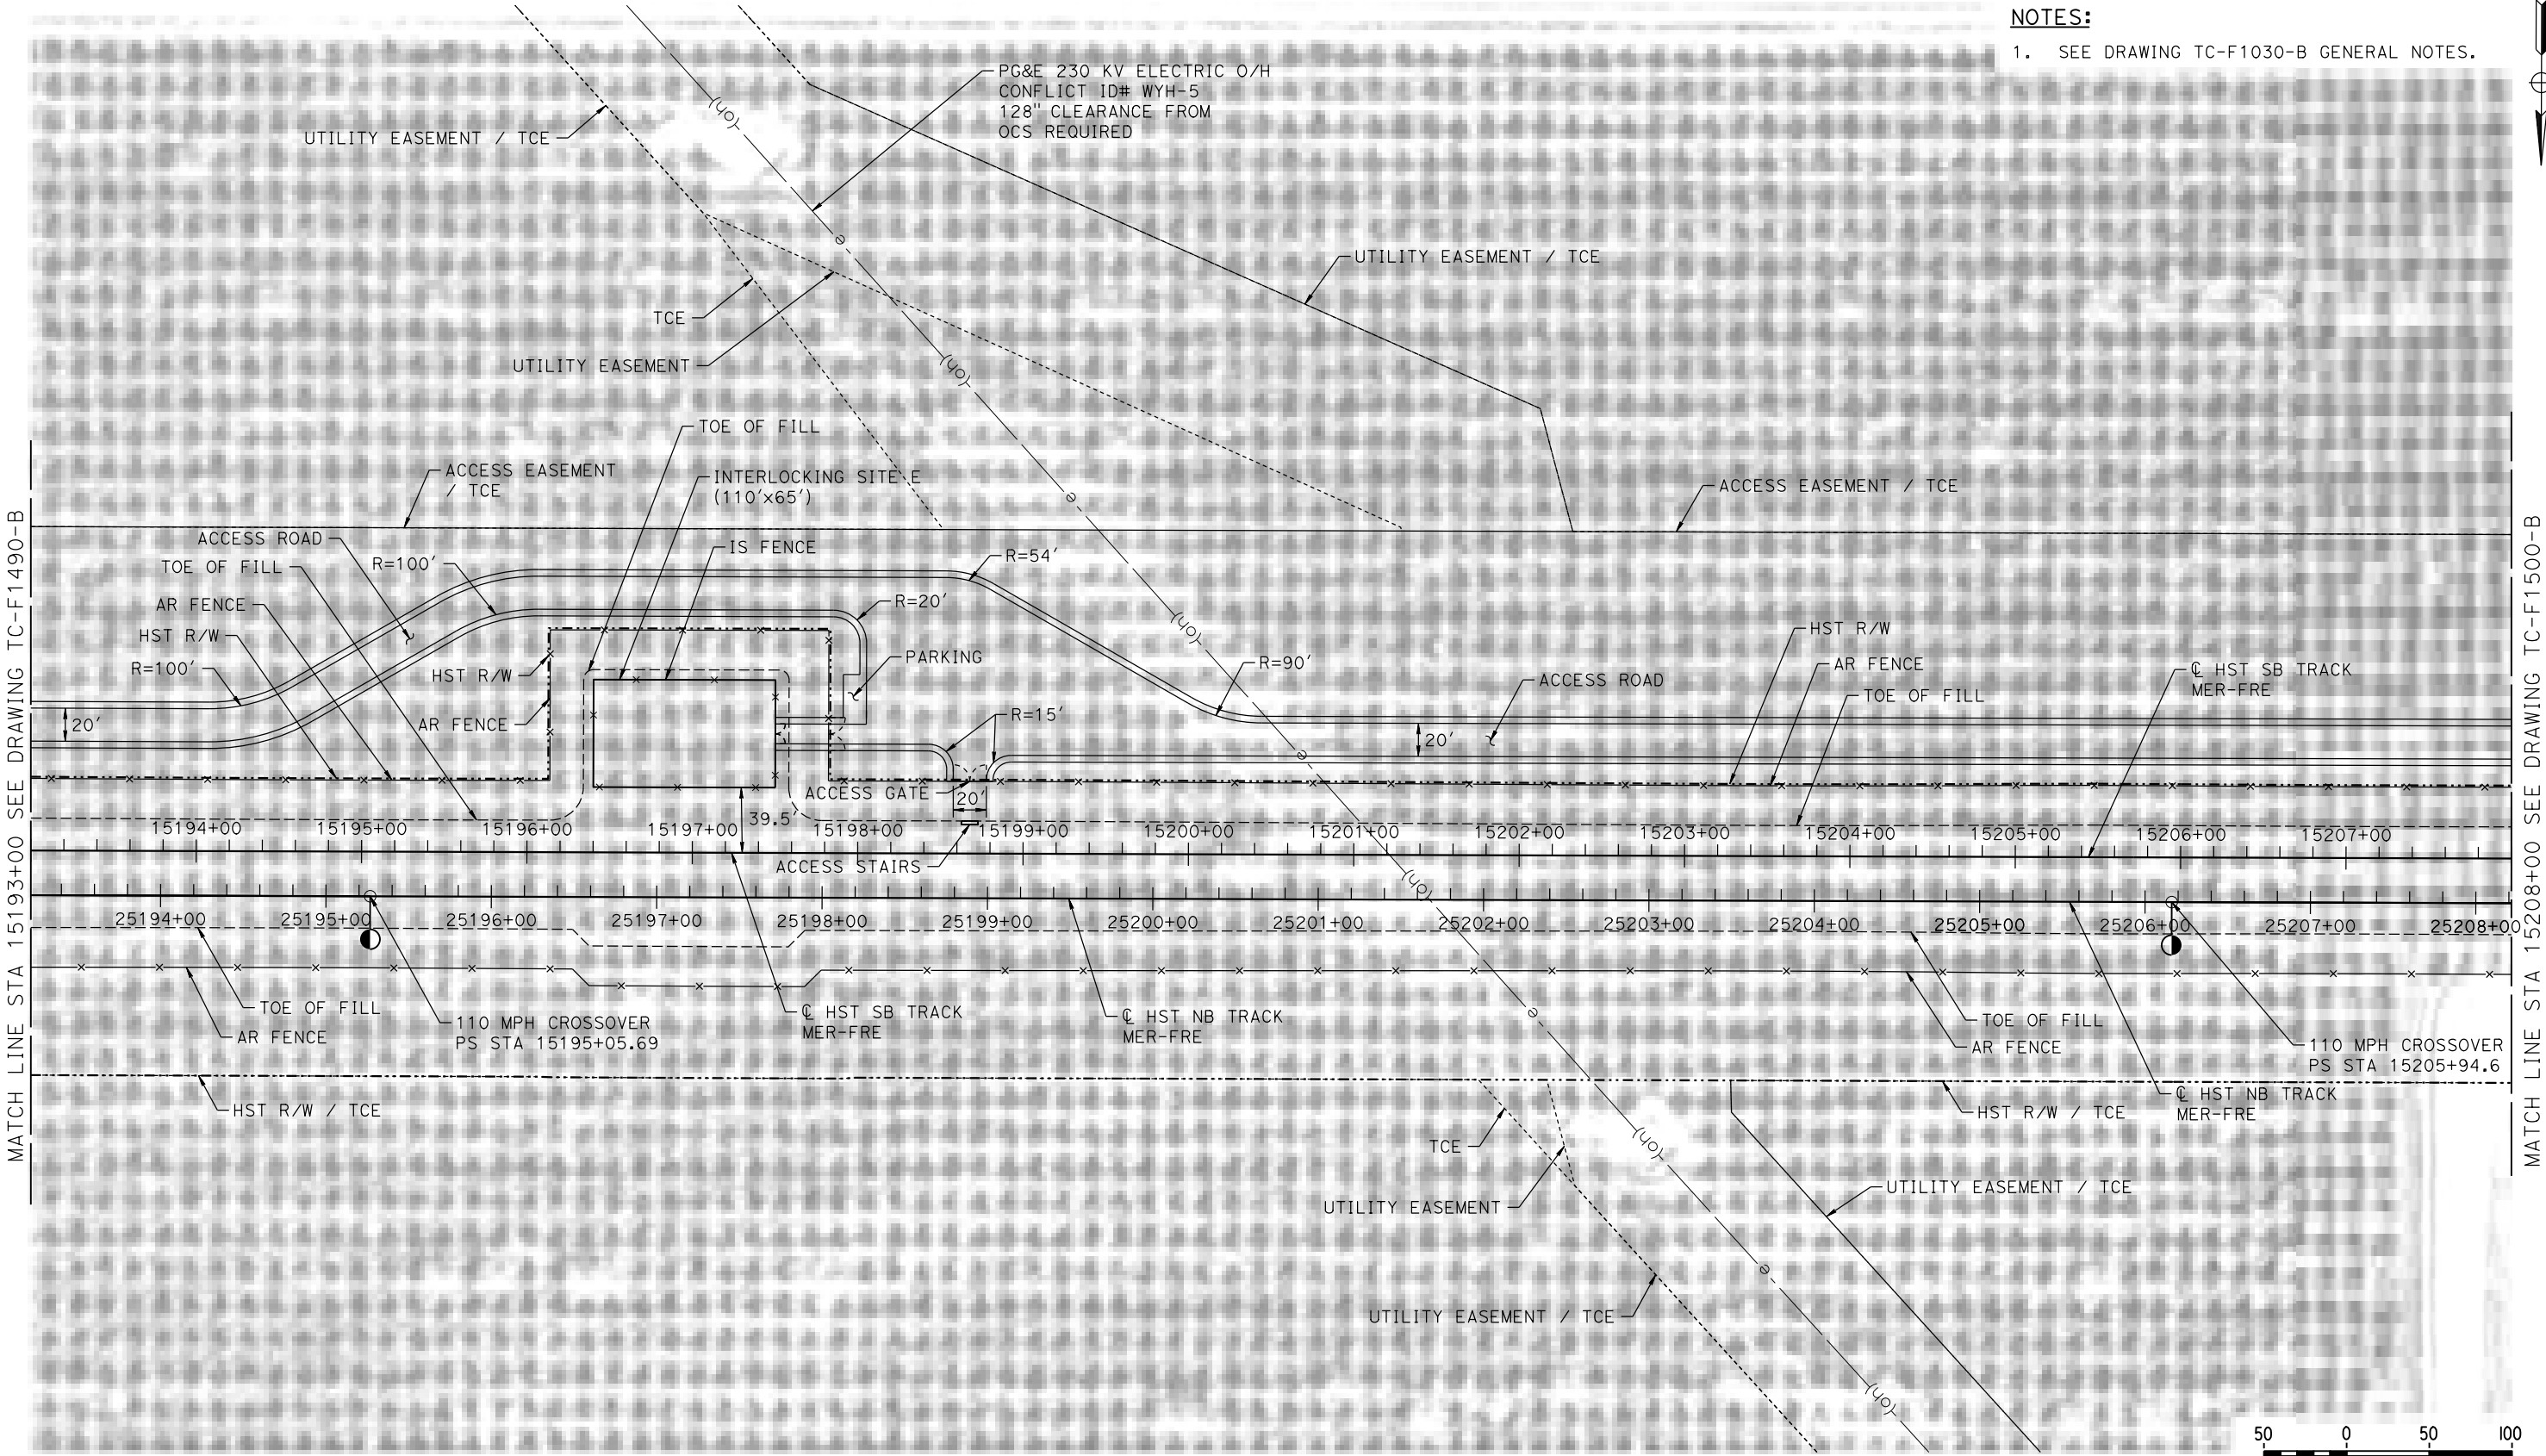 NOTES:
1. SEE DRAWING TC-F1030-B GENERAL NOTES.
PG&E 230 KV ELECTRIC O/H
CONFLICT ID# WYH-5
128" CLEARANCE FROM
OCS REQUIRED
(oh)
UTILITY EASEMENT / TCE
e
UTILITY EASEMENT / TCE
TCE
UTILITY EASEMENT
(oh)
TOE OF FILL
ACCESS EASEMENT
/ TCE
INTERLOCKING SITE E
(110'x65')
e
ACCESS EASEMENT / TCE
ACCESS ROAD
IS FENCE
R=54'
TOE OF FILL
R=100'
AR FENCE
R=20'
HST R/W
(oh)
HST R/W
R=100'
HST R/W
PARKING
R=90'
AR FENCE
℄ HST SB TRACK
MER-FRE
ACCESS ROAD
TOE OF FILL
20'
AR FENCE
R=15'
20'
e
ACCESS GATE
20'
39.5'
15194+00
15195+00
15196+00
15197+00
15198+00
15199+00
15200+00
15201+00
15202+00
15203+00
15204+00
15205+00
15206+00
15207+00
ACCESS STAIRS
(oh)
25194+00
25195+00
25196+00
25197+00
25198+00
25199+00
25200+00
25201+00
25202+00
25203+00
25204+00
25205+00
25206+00
25207+00
25208+00
TOE OF FILL
AR FENCE
110 MPH CROSSOVER
PS STA 15195+05.69
℄ HST SB TRACK
MER-FRE
℄ HST NB TRACK
MER-FRE
e
TOE OF FILL
AR FENCE
110 MPH CROSSOVER
PS STA 15205+94.6
℄ HST NB TRACK
MER-FRE
HST R/W / TCE
HST R/W / TCE
TCE
(oh)
UTILITY EASEMENT
UTILITY EASEMENT / TCE
e
UTILITY EASEMENT / TCE
(oh)
MATCH LINE STA 15193+00 SEE DRAWING TC-F1490-B
MATCH LINE STA 15208+00 SEE DRAWING TC-F1500-B
50 0 50 100